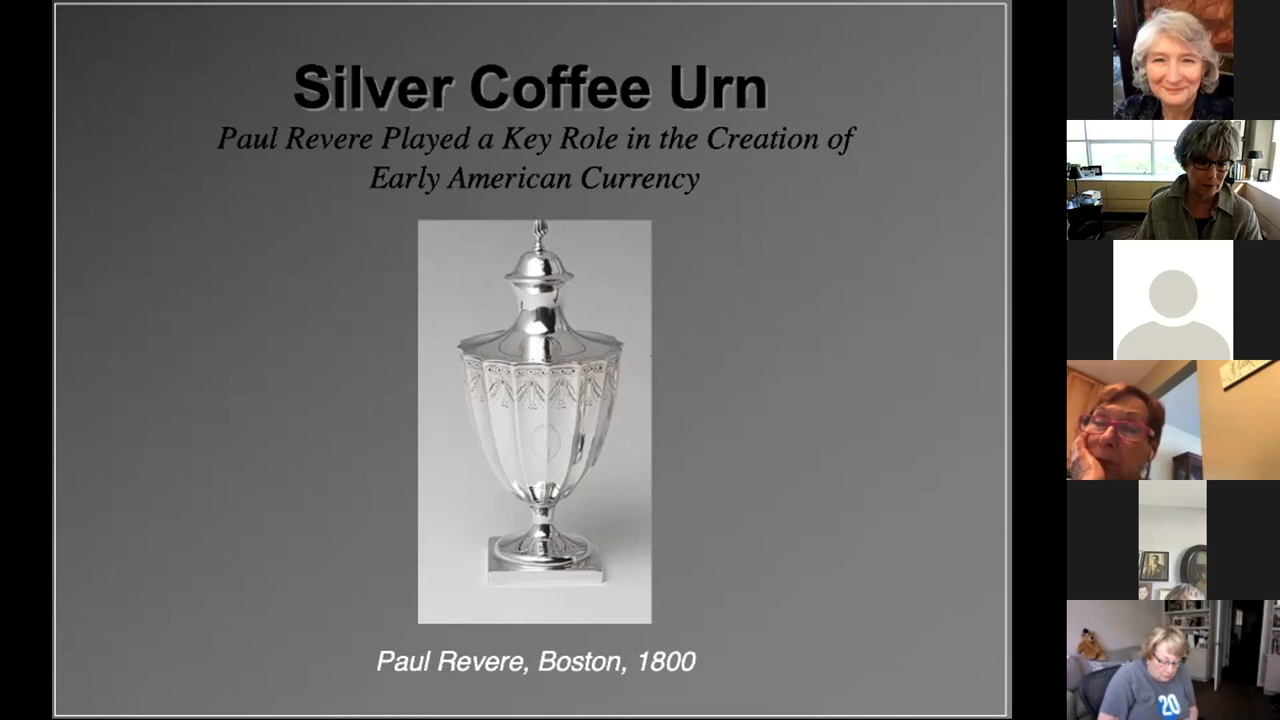 Silver Coffee Urn
Paul Revere Played a Key Role in the Creation of
Early American Currency
Paul Revere, Boston, 1800
20